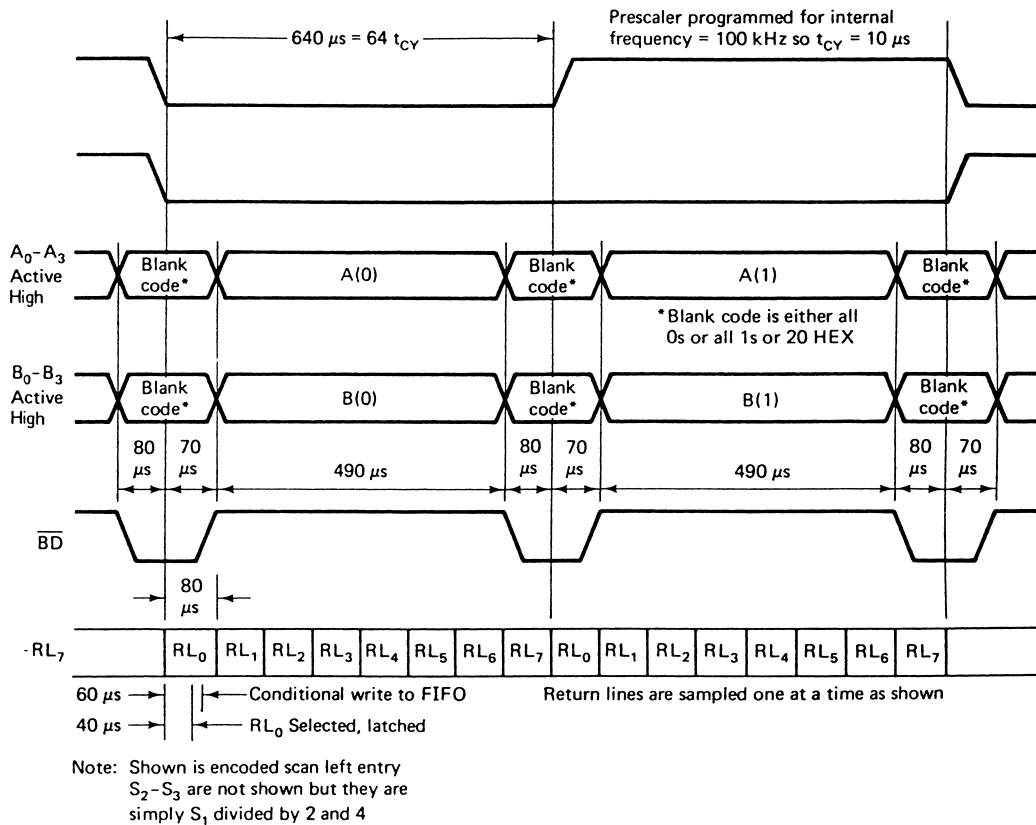 Prescaler programmed for internal
frequency = 100 kHz so t_CY = 10 μs
640 μs = 64 t_CY
A₀–A₃
Active
High
Blank
code*
A(0)
Blank
code*
A(1)
Blank
code*
*Blank code is either all
0s or all 1s or 20 HEX
B₀–B₃
Active
High
Blank
code*
B(0)
Blank
code*
B(1)
Blank
code*
80
μs
70
μs
490 μs
80
μs
70
μs
490 μs
80
μs
70
μs
B̅D̅
80
μs
-RL₇
RL₀ RL₁ RL₂ RL₃ RL₄ RL₅ RL₆ RL₇ RL₀ RL₁ RL₂ RL₃ RL₄ RL₅ RL₆ RL₇
60 μs
Conditional write to FIFO
Return lines are sampled one at a time as shown
40 μs
RL₀ Selected, latched
Note: Shown is encoded scan left entry
S₂–S₃ are not shown but they are
simply S₁ divided by 2 and 4